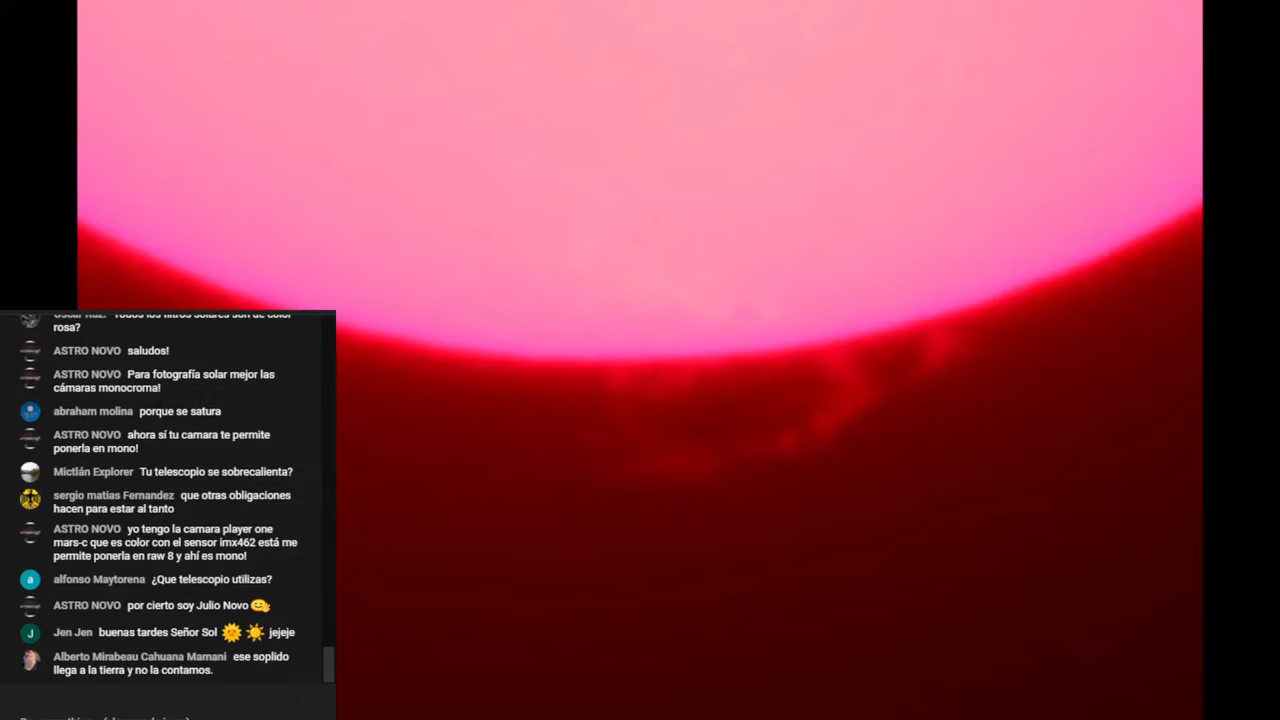 rosa?
ASTRO NOVO saludos!
ASTRO NOVO Para fotografía solar mejor las
cámaras monocroma!
abraham molina porque se satura
ASTRO NOVO ahora sí tu camara te permite
ponerla en mono!
Mictlán Explorer Tu telescopio se sobrecalienta?
sergio matias Fernandez que otras obligaciones
hacen para estar al tanto
ASTRO NOVO yo tengo la camara player one
mars-c que es color con el sensor imx462 está me
permite ponerla en raw 8 y ahí es mono!
a alfonso Maytorena ¿Que telescopio utilizas?
ASTRO NOVO por cierto soy Julio Novo
J Jen Jen buenas tardes Señor Sol jejeje
Alberto Mirabeau Cahuana Mamani ese soplido
llega a la tierra y no la contamos.